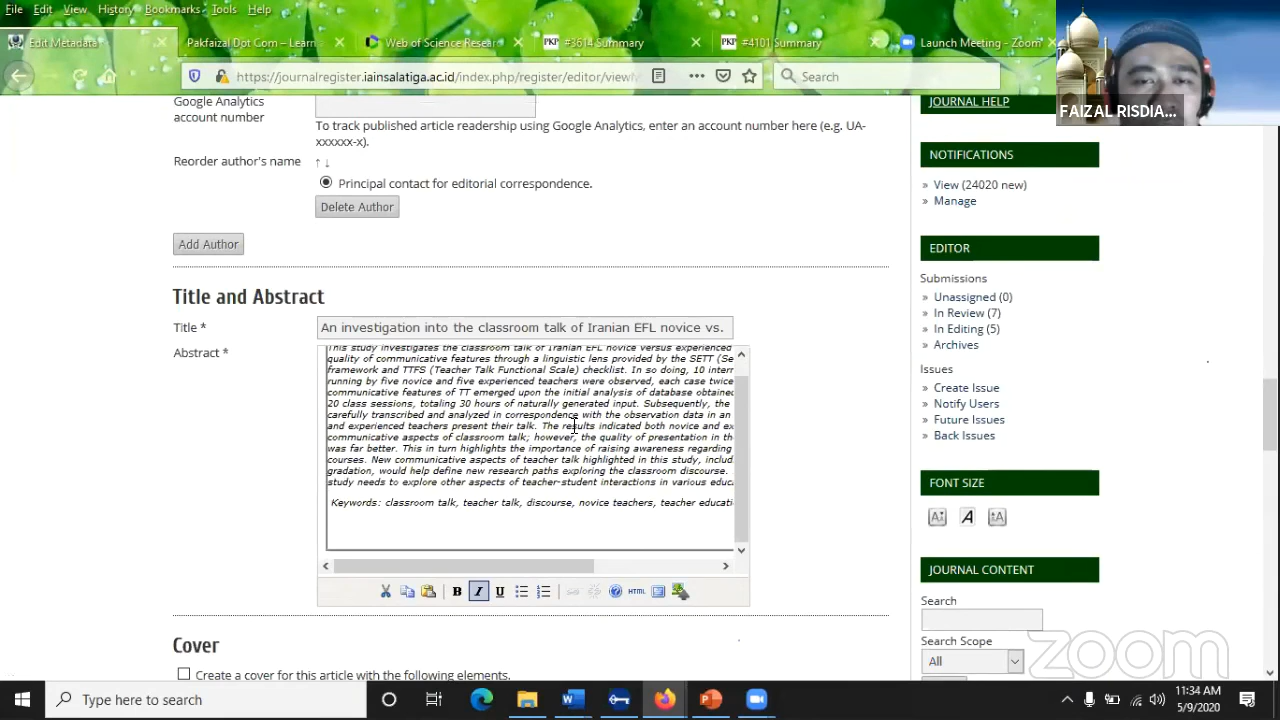 File Edit View History Bookmarks Tools Help
Edit Metadata
Pakfaizal Dot Com – Learn
Web of Science Resear
#3614 Summary
#4101 Summary
Launch Meeting - Zoom
https://journalregister.iainsalatiga.ac.id/index.php/register/editor/view
Search
FAIZAL RISDIA...
Google Analytics
account number
To track published article readership using Google Analytics, enter an account number here (e.g. UA-
xxxxxx-x).
Reorder author's name
↑ ↓
Principal contact for editorial correspondence.
Delete Author
Add Author
Title and Abstract
Title *
An investigation into the classroom talk of Iranian EFL novice vs.
Abstract *
This study investigates the classroom talk of Iranian EFL novice versus experienced
quality of communicative features through a linguistic lens provided by the SETT (Se
framework and TTFS (Teacher Talk Functional Scale) checklist. In so doing, 10 interm
running by five novice and five experienced teachers were observed, each case twice
communicative features of TT emerged upon the initial analysis of database obtained
20 class sessions, totaling 30 hours of naturally generated input. Subsequently, the
carefully transcribed and analyzed in correspondence with the observation data in an
and experienced teachers present their talk. The results indicated both novice and ex
communicative aspects of classroom talk; however, the quality of presentation in th
was far better. This in turn highlights the importance of raising awareness regarding
courses. New communicative aspects of teacher talk highlighted in this study, includ
gradation, would help define new research paths exploring the classroom discourse.
study needs to explore other aspects of teacher-student interactions in various educ
Keywords: classroom talk, teacher talk, discourse, novice teachers, teacher educati
B I U
HTML
Cover
Create a cover for this article with the following elements.
JOURNAL HELP
NOTIFICATIONS
» View (24020 new)
» Manage
EDITOR
Submissions
» Unassigned (0)
» In Review (7)
» In Editing (5)
» Archives
Issues
» Create Issue
» Notify Users
» Future Issues
» Back Issues
FONT SIZE
A A A
JOURNAL CONTENT
Search
Search Scope
All
zoom
Type here to search
11:34 AM
5/9/2020